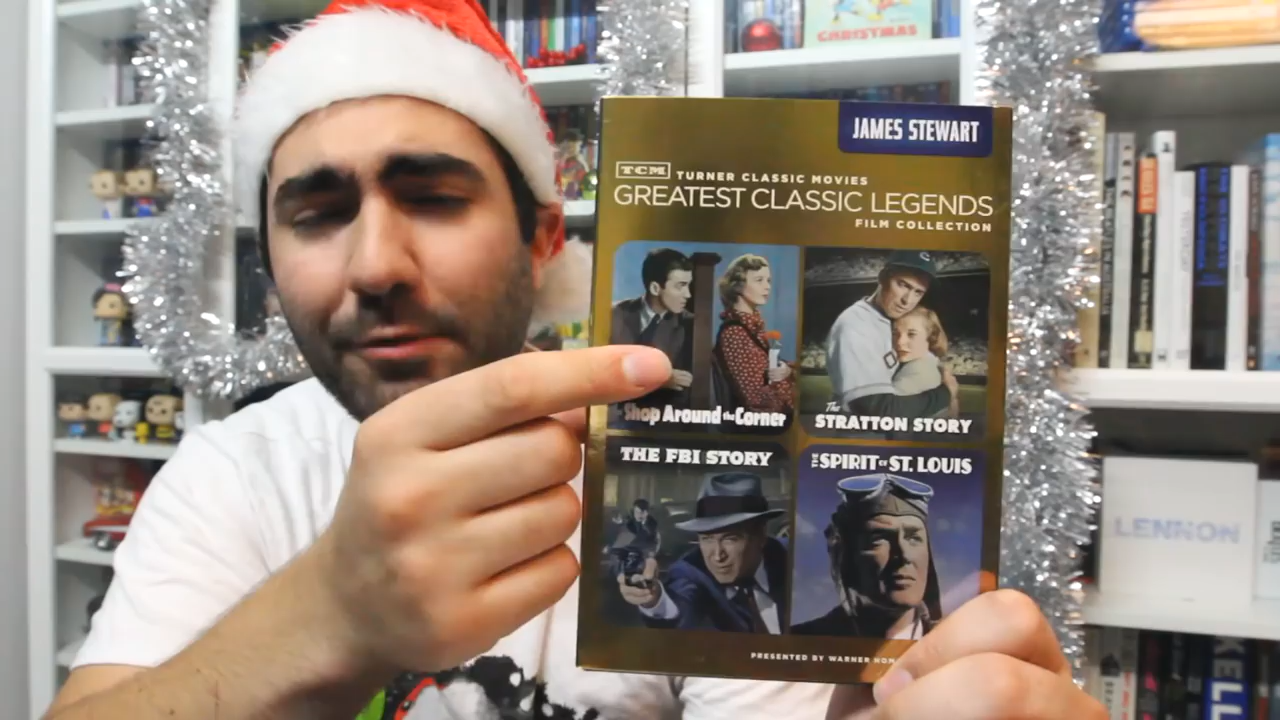 CHRISTMAS
JAMES STEWART
TCM TURNER CLASSIC MOVIES
GREATEST CLASSIC LEGENDS
FILM COLLECTION
Shop Around the Corner
The
STRATTON STORY
THE FBI STORY
THE SPIRIT OF ST. LOUIS
PRESENTED BY WARNER HOM
LENNON